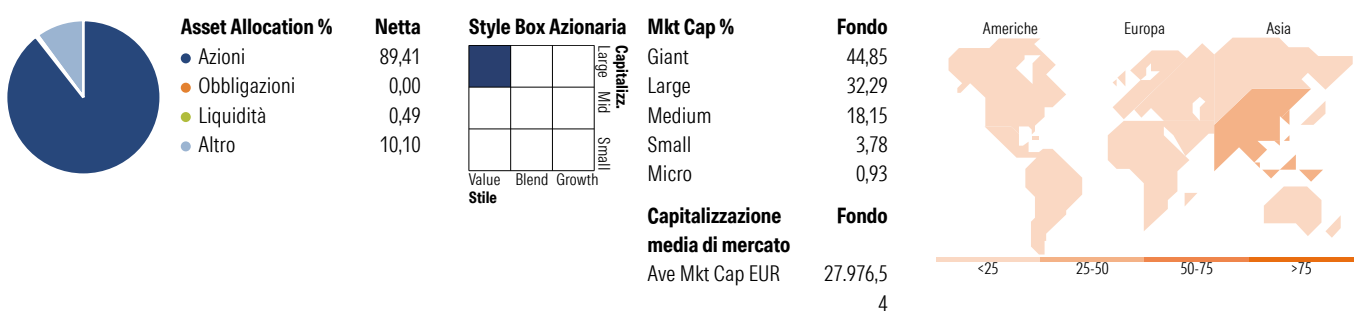 Asset Allocation % Netta
Azioni 89,41
Obbligazioni 0,00
Liquidità 0,49
Altro 10,10
Style Box Azionaria
Capitalizz.
Large Mid Small
Value Blend Growth
Stile
Mkt Cap % Fondo
Giant 44,85
Large 32,29
Medium 18,15
Small 3,78
Micro 0,93
Capitalizzazione Fondo
media di mercato
Ave Mkt Cap EUR 27.976,5
4
Americhe Europa Asia
<25 25-50 50-75 >75